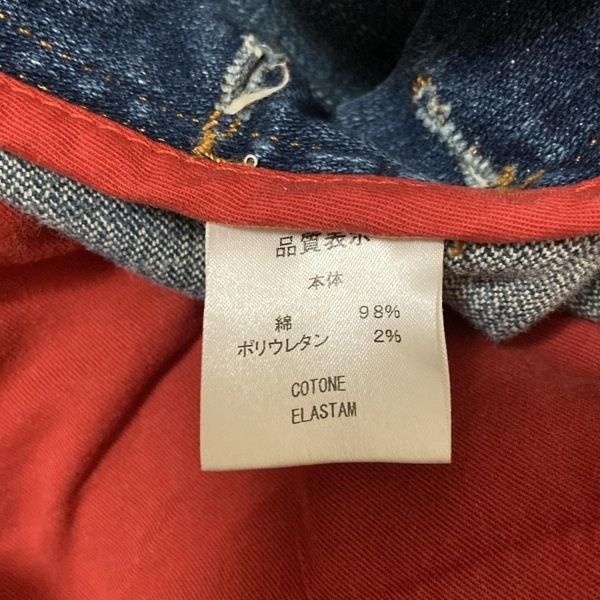 品質表示
本体
綿 98%
ポリウレタン 2%
COTONE
ELASTAM